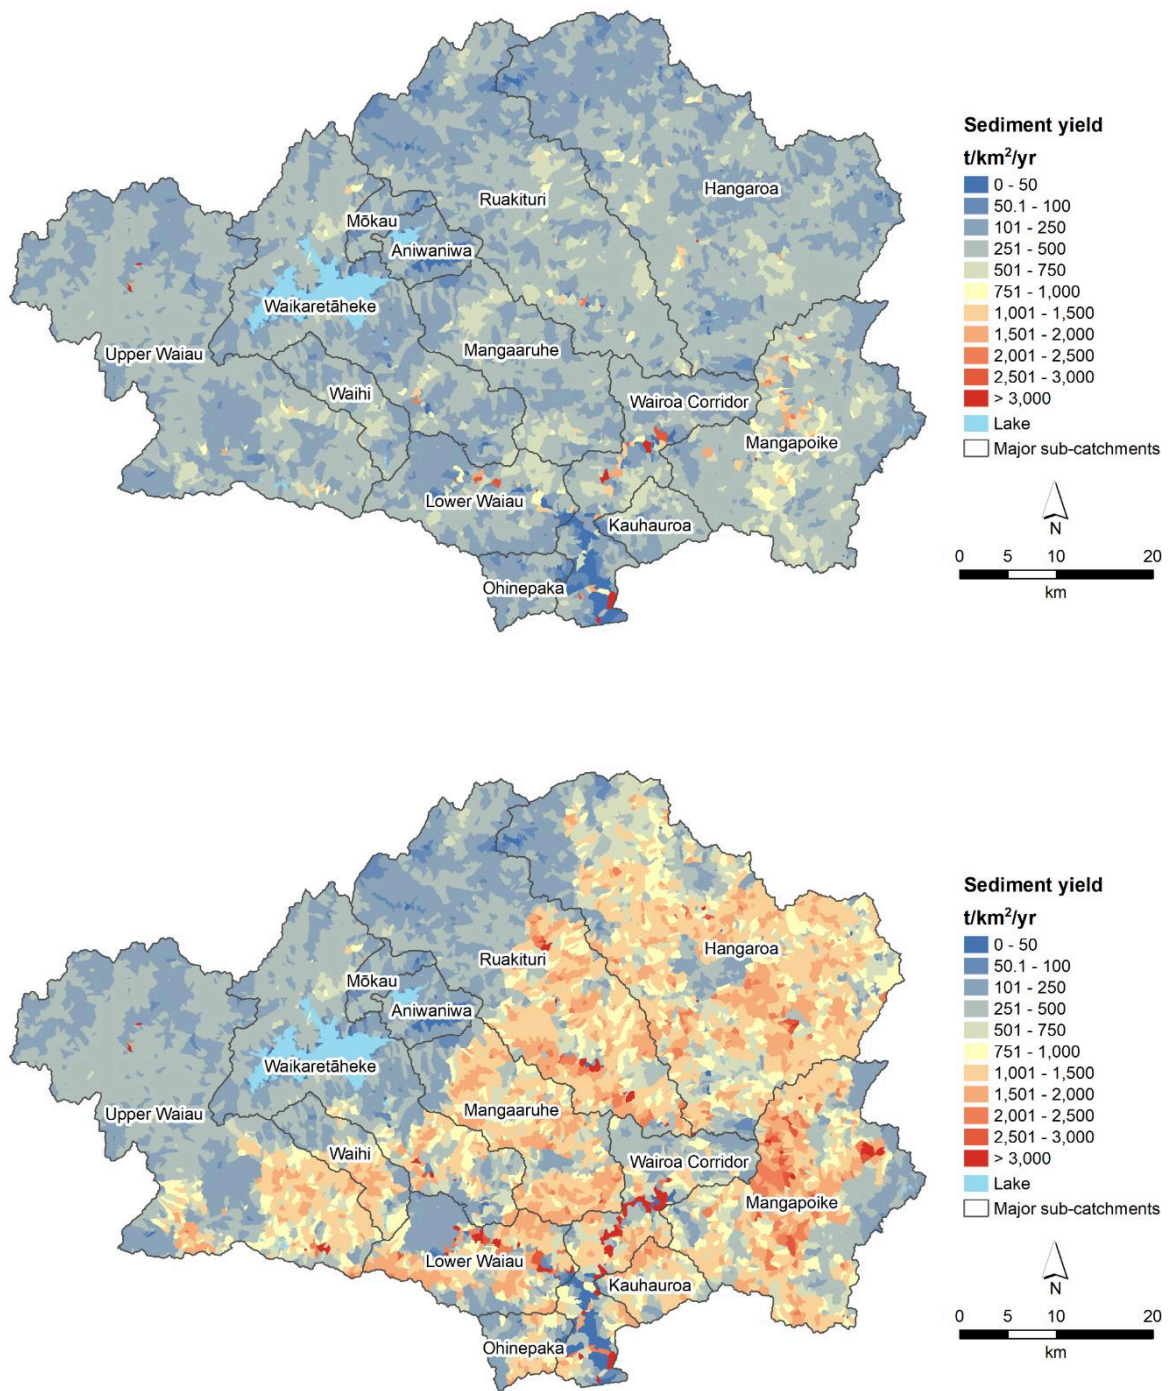 Sediment yield
t/km²/yr
0 - 50
50.1 - 100
101 - 250
251 - 500
501 - 750
751 - 1,000
1,001 - 1,500
1,501 - 2,000
2,001 - 2,500
2,501 - 3,000
> 3,000
Lake
Major sub-catchments
N
0 5 10 20
km
Hangaroa
Ruakituri
Mōkau
Aniwaniwa
Waikaretāheke
Upper Waiau
Mangaaruhe
Waihi
Wairoa Corridor
Mangapoike
Lower Waiau
Kauhauroa
Ohinepaka
Sediment yield
t/km²/yr
0 - 50
50.1 - 100
101 - 250
251 - 500
501 - 750
751 - 1,000
1,001 - 1,500
1,501 - 2,000
2,001 - 2,500
2,501 - 3,000
> 3,000
Lake
Major sub-catchments
N
0 5 10 20
km
Hangaroa
Ruakituri
Mōkau
Aniwaniwa
Waikaretāheke
Upper Waiau
Mangaaruhe
Waihi
Wairoa Corridor
Mangapoike
Lower Waiau
Kauhauroa
Ohinepaka